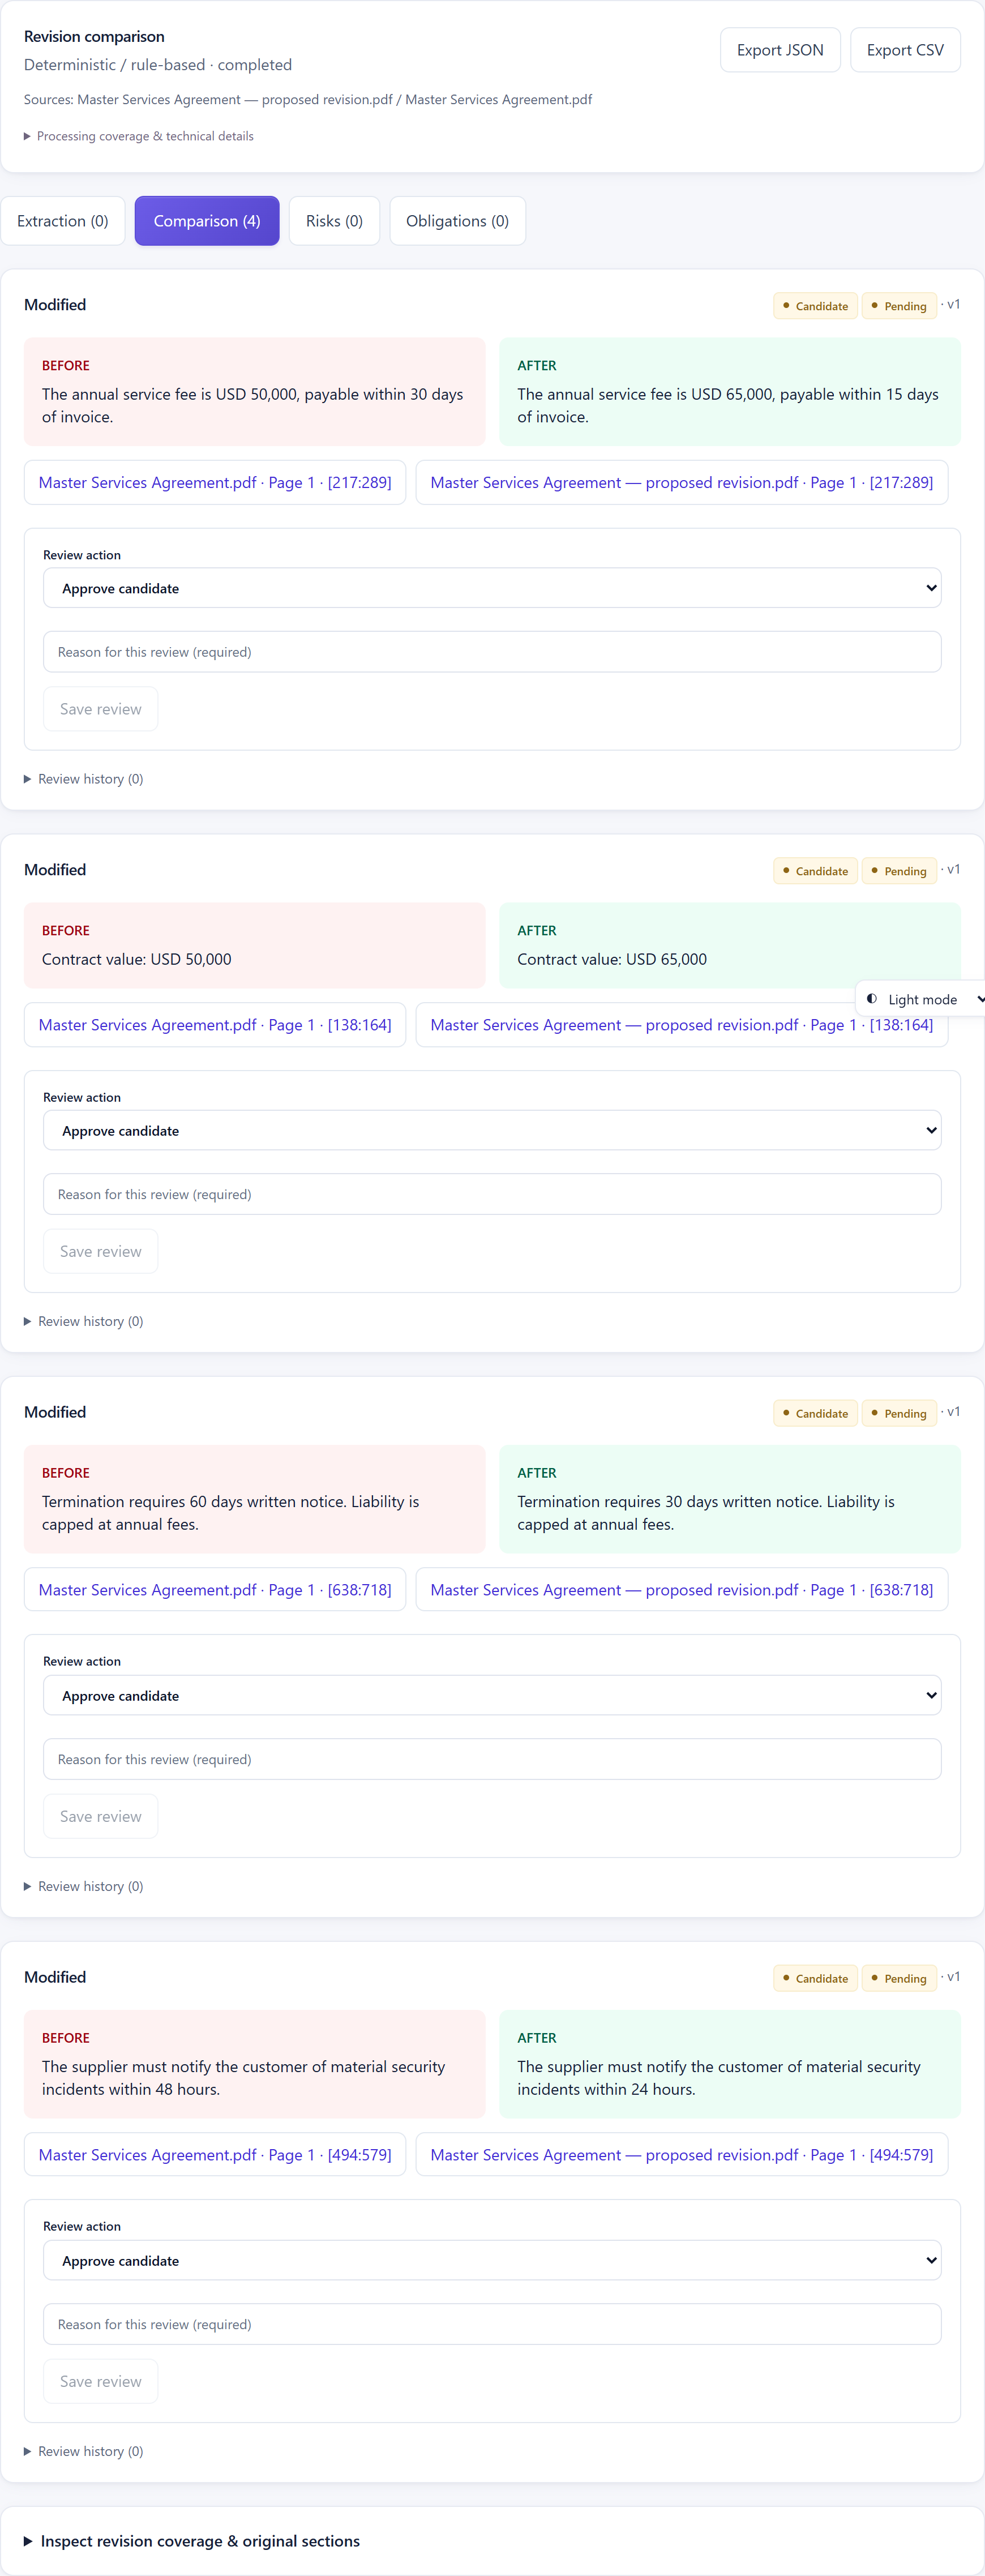 Revision comparison
Export JSON
Export CSV
Deterministic / rule-based · completed
Sources: Master Services Agreement — proposed revision.pdf / Master Services Agreement.pdf
▶ Processing coverage & technical details
Extraction (0)
Comparison (4)
Risks (0)
Obligations (0)
Modified
Candidate
Pending
· v1
BEFORE
The annual service fee is USD 50,000, payable within 30 days
of invoice.
AFTER
The annual service fee is USD 65,000, payable within 15 days
of invoice.
Master Services Agreement.pdf · Page 1 · [217:289]
Master Services Agreement — proposed revision.pdf · Page 1 · [217:289]
Review action
Approve candidate
Reason for this review (required)
Save review
▶ Review history (0)
Modified
Candidate
Pending
· v1
BEFORE
Contract value: USD 50,000
AFTER
Contract value: USD 65,000
Light mode
Master Services Agreement.pdf · Page 1 · [138:164]
Master Services Agreement — proposed revision.pdf · Page 1 · [138:164]
Review action
Approve candidate
Reason for this review (required)
Save review
▶ Review history (0)
Modified
Candidate
Pending
· v1
BEFORE
Termination requires 60 days written notice. Liability is
capped at annual fees.
AFTER
Termination requires 30 days written notice. Liability is
capped at annual fees.
Master Services Agreement.pdf · Page 1 · [638:718]
Master Services Agreement — proposed revision.pdf · Page 1 · [638:718]
Review action
Approve candidate
Reason for this review (required)
Save review
▶ Review history (0)
Modified
Candidate
Pending
· v1
BEFORE
The supplier must notify the customer of material security
incidents within 48 hours.
AFTER
The supplier must notify the customer of material security
incidents within 24 hours.
Master Services Agreement.pdf · Page 1 · [494:579]
Master Services Agreement — proposed revision.pdf · Page 1 · [494:579]
Review action
Approve candidate
Reason for this review (required)
Save review
▶ Review history (0)
▶ Inspect revision coverage & original sections